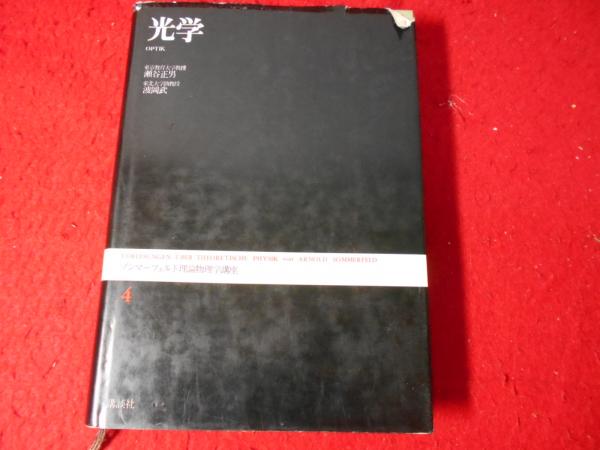 光学
OPTIK
東京教育大学教授
瀬谷正男
東北大学助教授
波岡武
VORLESUNGEN ÜBER THEORETISCHE PHYSIK von ARNOLD SOMMERFELD
ゾンマーフェルト理論物理学講座
4
講談社